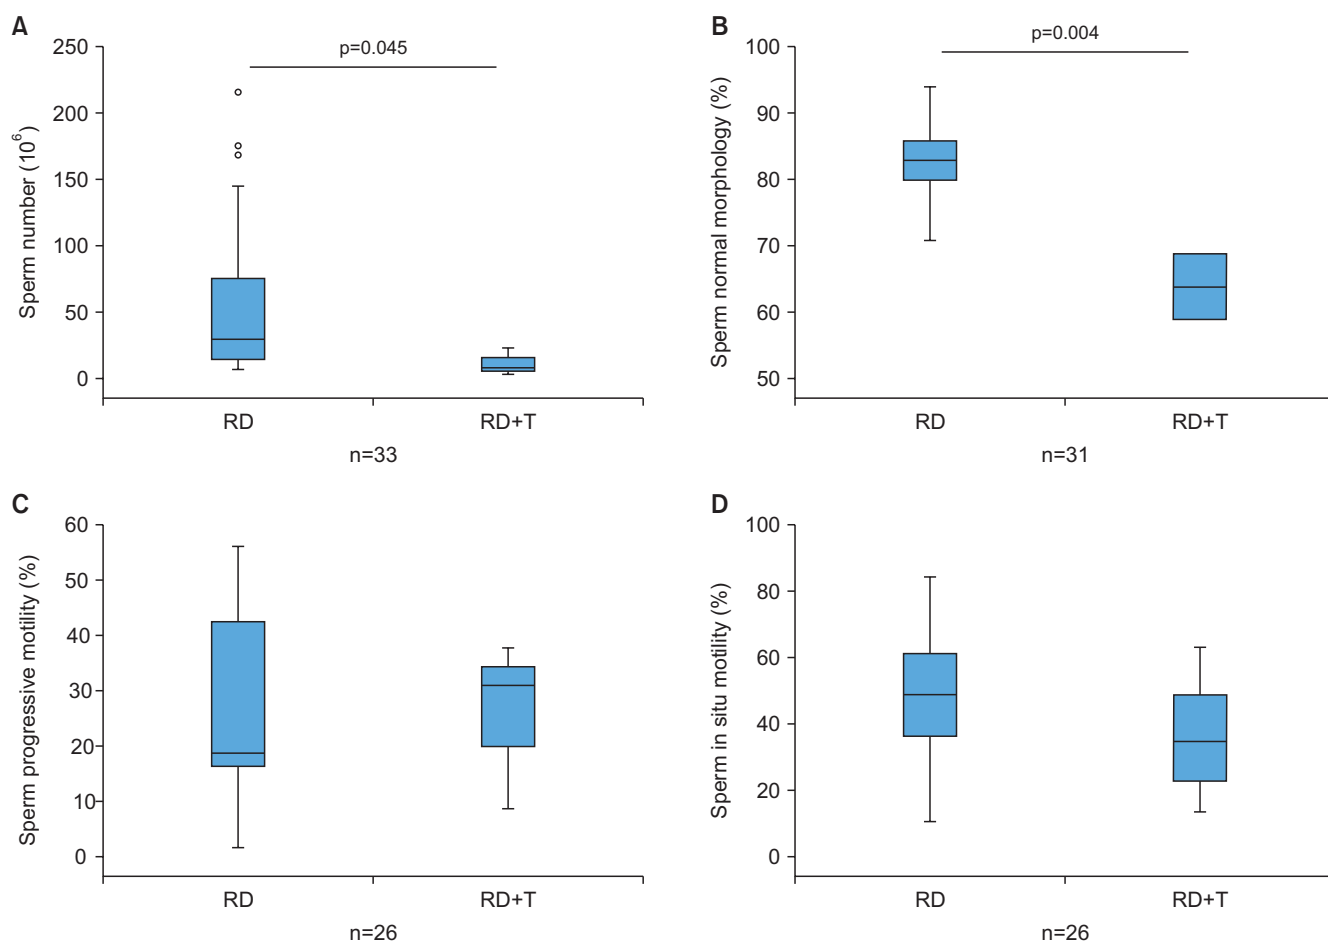 A
p=0.045
Sperm number (10⁶)
250
200
150
100
50
0
RD
RD+T
n=33
B
p=0.004
Sperm normal morphology (%)
100
90
80
70
60
50
RD
RD+T
n=31
C
Sperm progressive motility (%)
60
50
40
30
20
10
0
RD
RD+T
n=26
D
Sperm in situ motility (%)
100
80
60
40
20
0
RD
RD+T
n=26